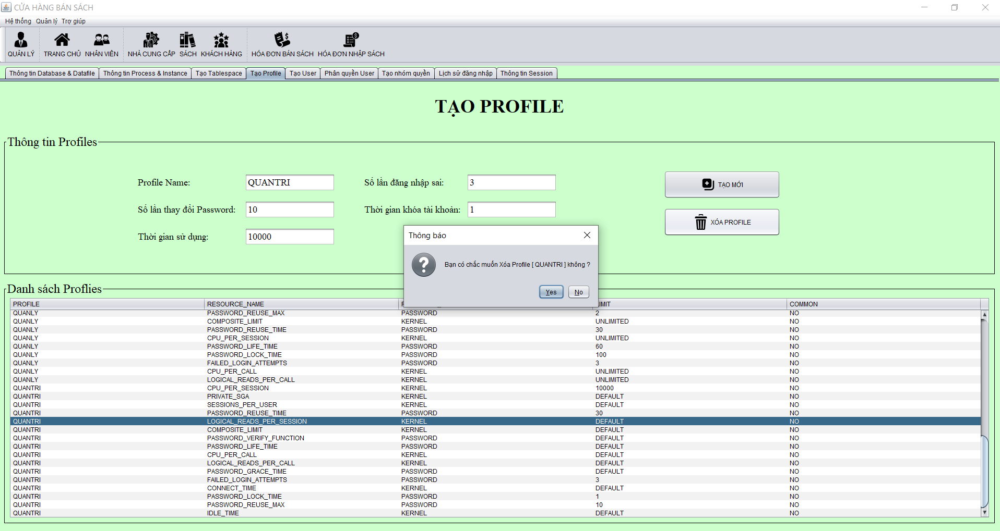 CỬA HÀNG BÁN SÁCH
Hệ thống Quản lý Trợ giúp
QUẢN LÝ TRANG CHỦ NHÂN VIÊN NHÀ CUNG CẤP SÁCH KHÁCH HÀNG HÓA ĐƠN BÁN SÁCH HÓA ĐƠN NHẬP SÁCH
Thông tin Database & Datafile Thông tin Process & Instance Tạo Tablespace Tạo Profile Tạo User Phân quyền User Tạo nhóm quyền Lịch sử đăng nhập Thông tin Session
TẠO PROFILE
Thông tin Profiles
Profile Name: QUANTRI Số lần đăng nhập sai: 3
TẠO MỚI
Số lần thay đổi Password: 10 Thời gian khóa tài khoản: 1
XÓA PROFILE
Thời gian sử dụng: 10000
Thông báo
Bạn có chắc muốn Xóa Profile [ QUANTRI ] không ?
Yes No
Danh sách Proflies
PROFILE RESOURCE_NAME LIMIT COMMON
QUANLY PASSWORD_REUSE_MAX PASSWORD 2 NO
QUANLY COMPOSITE_LIMIT KERNEL UNLIMITED NO
QUANLY PASSWORD_REUSE_TIME PASSWORD 30 NO
QUANLY CPU_PER_SESSION KERNEL UNLIMITED NO
QUANLY PASSWORD_LIFE_TIME PASSWORD 60 NO
QUANLY PASSWORD_LOCK_TIME PASSWORD 100 NO
QUANLY FAILED_LOGIN_ATTEMPTS PASSWORD 3 NO
QUANLY CPU_PER_CALL KERNEL UNLIMITED NO
QUANLY LOGICAL_READS_PER_CALL KERNEL UNLIMITED NO
QUANTRI CPU_PER_SESSION KERNEL 10000 NO
QUANTRI PRIVATE_SGA KERNEL DEFAULT NO
QUANTRI SESSIONS_PER_USER KERNEL DEFAULT NO
QUANTRI PASSWORD_REUSE_TIME PASSWORD 30 NO
QUANTRI LOGICAL_READS_PER_SESSION KERNEL DEFAULT NO
QUANTRI COMPOSITE_LIMIT KERNEL DEFAULT NO
QUANTRI PASSWORD_VERIFY_FUNCTION PASSWORD DEFAULT NO
QUANTRI PASSWORD_LIFE_TIME PASSWORD DEFAULT NO
QUANTRI CPU_PER_CALL KERNEL DEFAULT NO
QUANTRI LOGICAL_READS_PER_CALL KERNEL DEFAULT NO
QUANTRI PASSWORD_GRACE_TIME PASSWORD DEFAULT NO
QUANTRI FAILED_LOGIN_ATTEMPTS PASSWORD 3 NO
QUANTRI CONNECT_TIME KERNEL DEFAULT NO
QUANTRI PASSWORD_LOCK_TIME PASSWORD 1 NO
QUANTRI PASSWORD_REUSE_MAX PASSWORD 10 NO
QUANTRI IDLE_TIME KERNEL DEFAULT NO